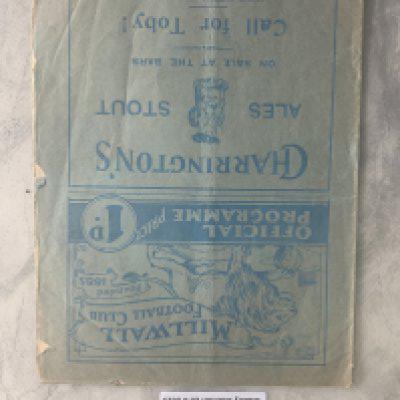 MILLWALL
FOOTBALL CLUB
Founded
1885
OFFICIAL
PROGRAMME PRICE 1D
CHARRINGTON'S
ALES STOUT
ON SALE AT THE BARS
Call for Toby!